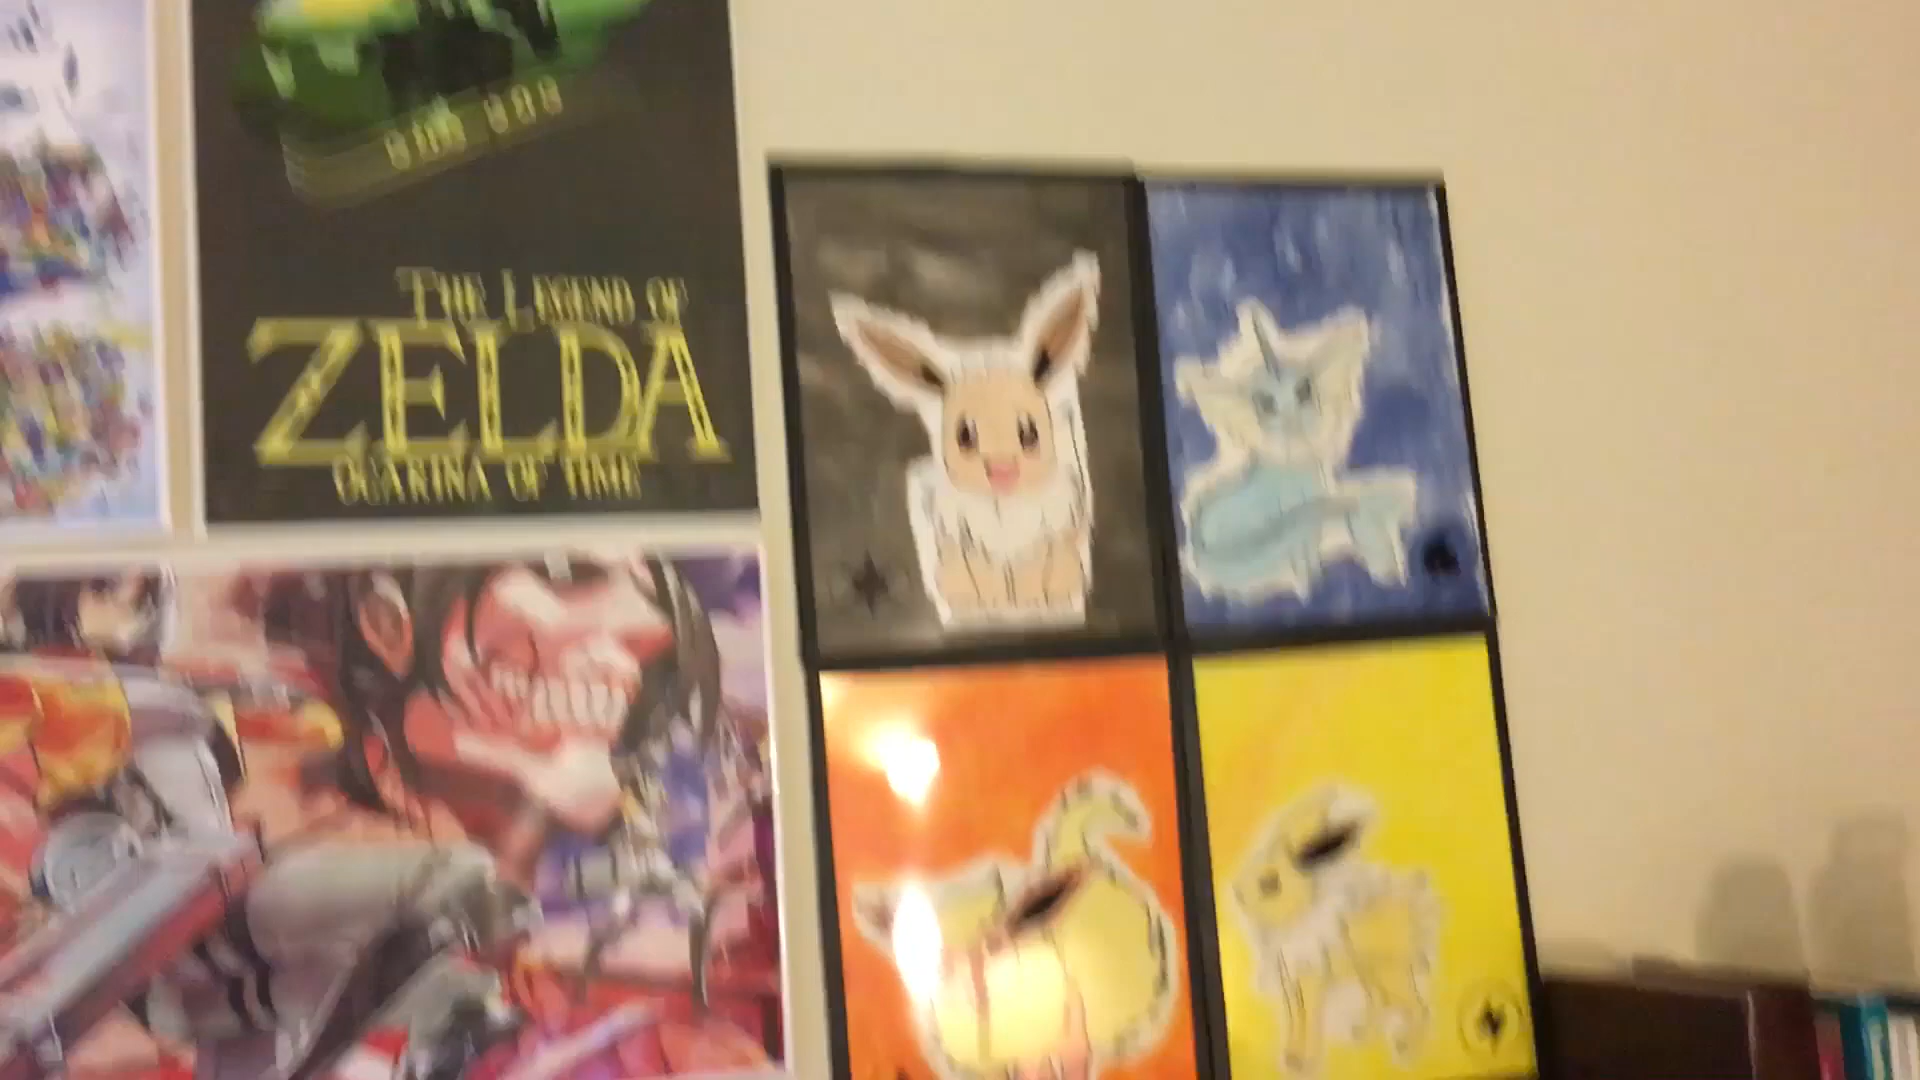 THE LEGEND OF
ZELDA
OCARINA OF TIME